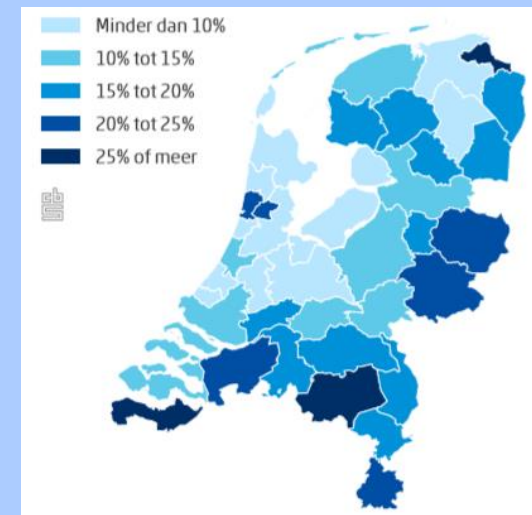 Minder dan 10%
10% tot 15%
15% tot 20%
20% tot 25%
25% of meer